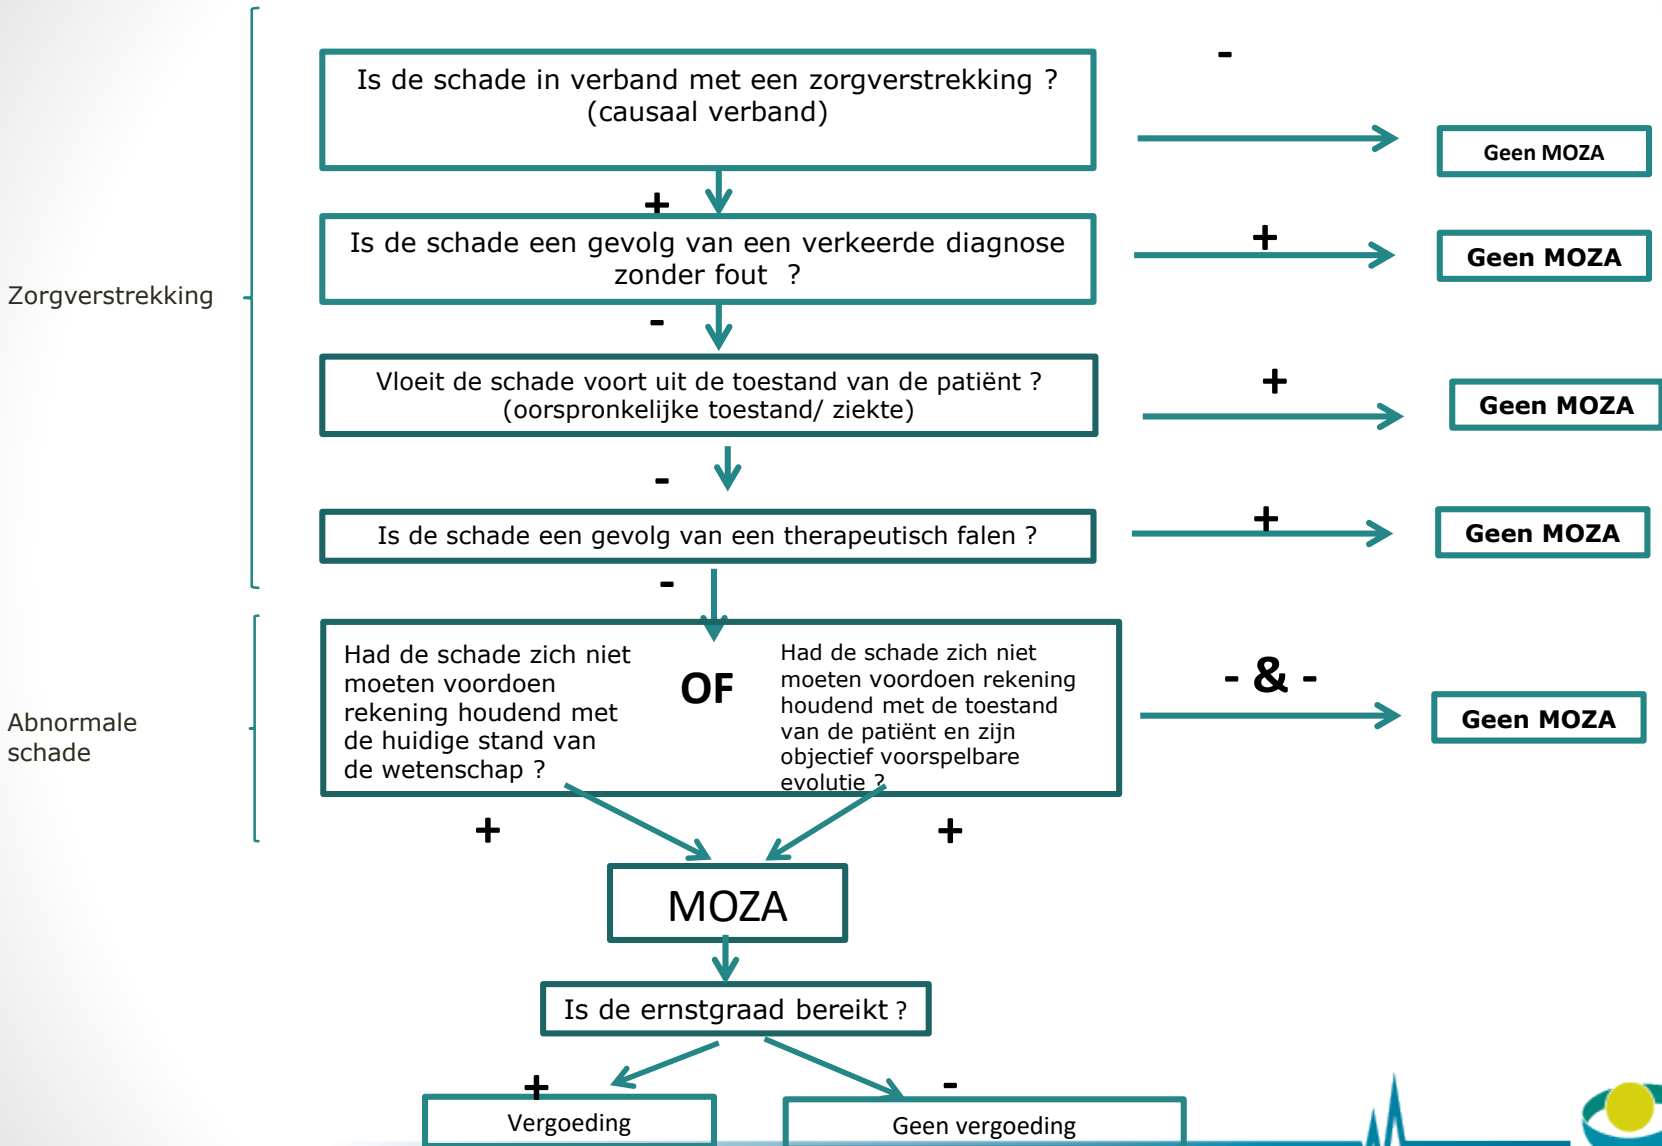 Zorgverstrekking
Is de schade in verband met een zorgverstrekking ?
(causaal verband)
-
Geen MOZA
+
Is de schade een gevolg van een verkeerde diagnose
zonder fout ?
+
Geen MOZA
-
Vloeit de schade voort uit de toestand van de patiënt ?
(oorspronkelijke toestand/ ziekte)
+
Geen MOZA
-
Is de schade een gevolg van een therapeutisch falen ?
+
Geen MOZA
-
Abnormale
schade
Had de schade zich niet
moeten voordoen
rekening houdend met
de huidige stand van
de wetenschap ?
OF
Had de schade zich niet
moeten voordoen rekening
houdend met de toestand
van de patiënt en zijn
objectief voorspelbare
evolutie ?
- & -
Geen MOZA
+
+
MOZA
Is de ernstgraad bereikt ?
+
-
Vergoeding
Geen vergoeding